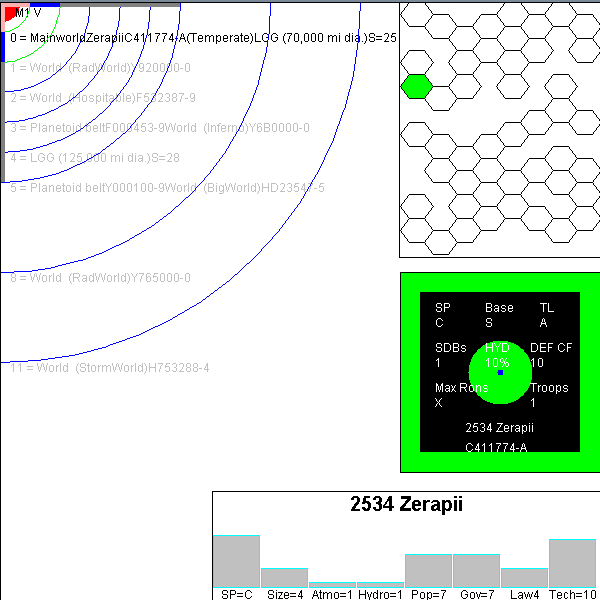 M1 V
0 = MainworldZerapiiC411774-A(Temperate)LGG (70,000 mi dia.)S=25
1 = World  (RadWorld)Y920000-0
2 = World  (Hospitable)F532387-9
3 = Planetoid beltF000453-9World  (Inferno)Y6B0000-0
4 = LGG (125,000 mi dia.)S=28
5 = Planetoid beltY000100-9World  (BigWorld)HD23547-5
8 = World  (RadWorld)Y765000-0
11 = World  (StormWorld)H753288-4
SP Base TL
C S A
SDBs HYD DEF CF
1 10% 10
Max Rons Troops
X 1
2534 Zerapii
C411774-A
2534 Zerapii
SP=C Size=4 Atmo=1 Hydro=1 Pop=7 Gov=7 Law4 Tech=10